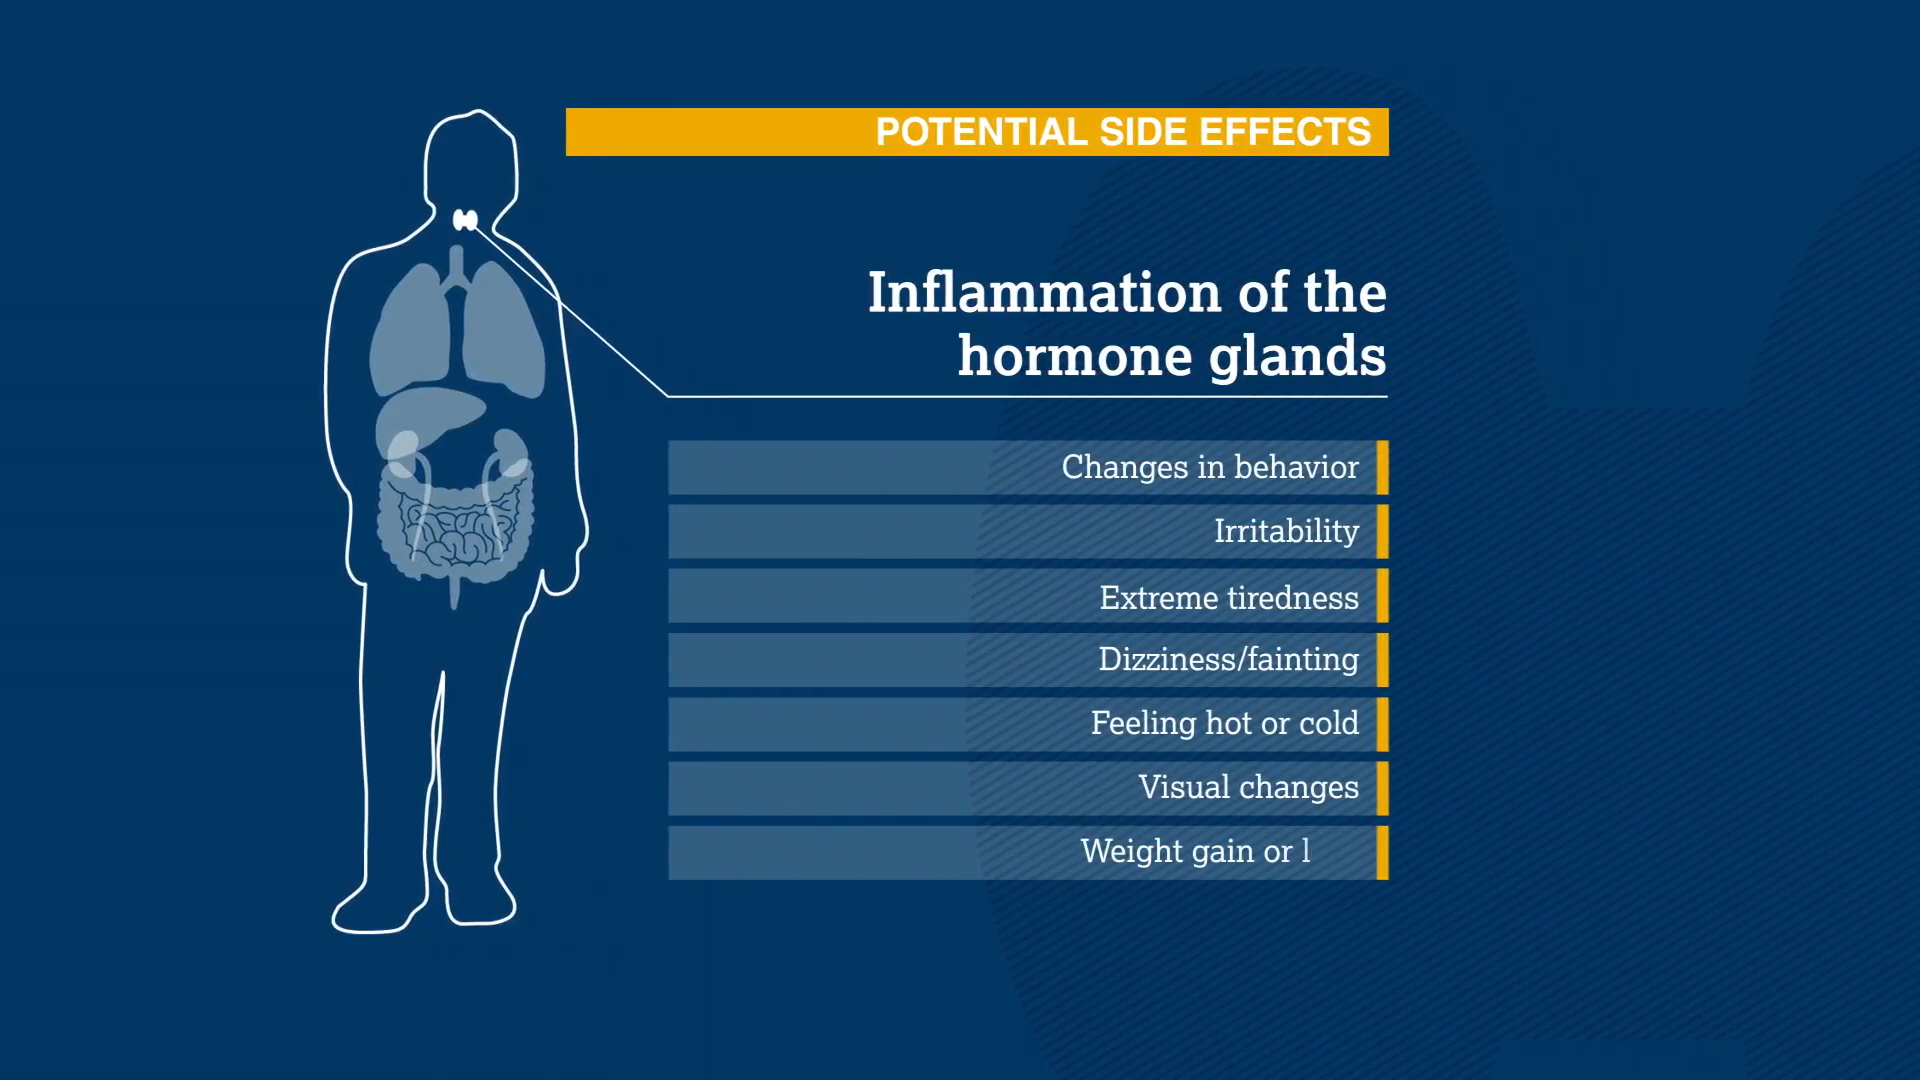 POTENTIAL SIDE EFFECTS
Inflammation of the
hormone glands
Changes in behavior
Irritability
Extreme tiredness
Dizziness/fainting
Feeling hot or cold
Visual changes
Weight gain or l